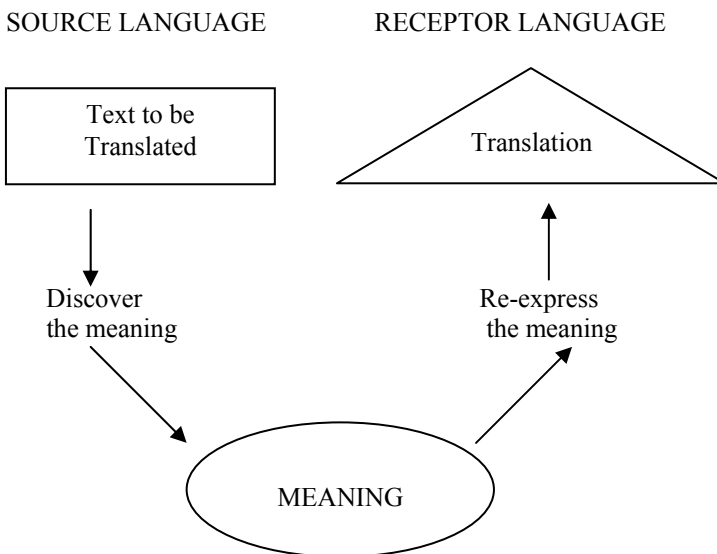 SOURCE LANGUAGE
RECEPTOR LANGUAGE
Text to be
Translated
Translation
Discover
the meaning
Re-express
the meaning
MEANING